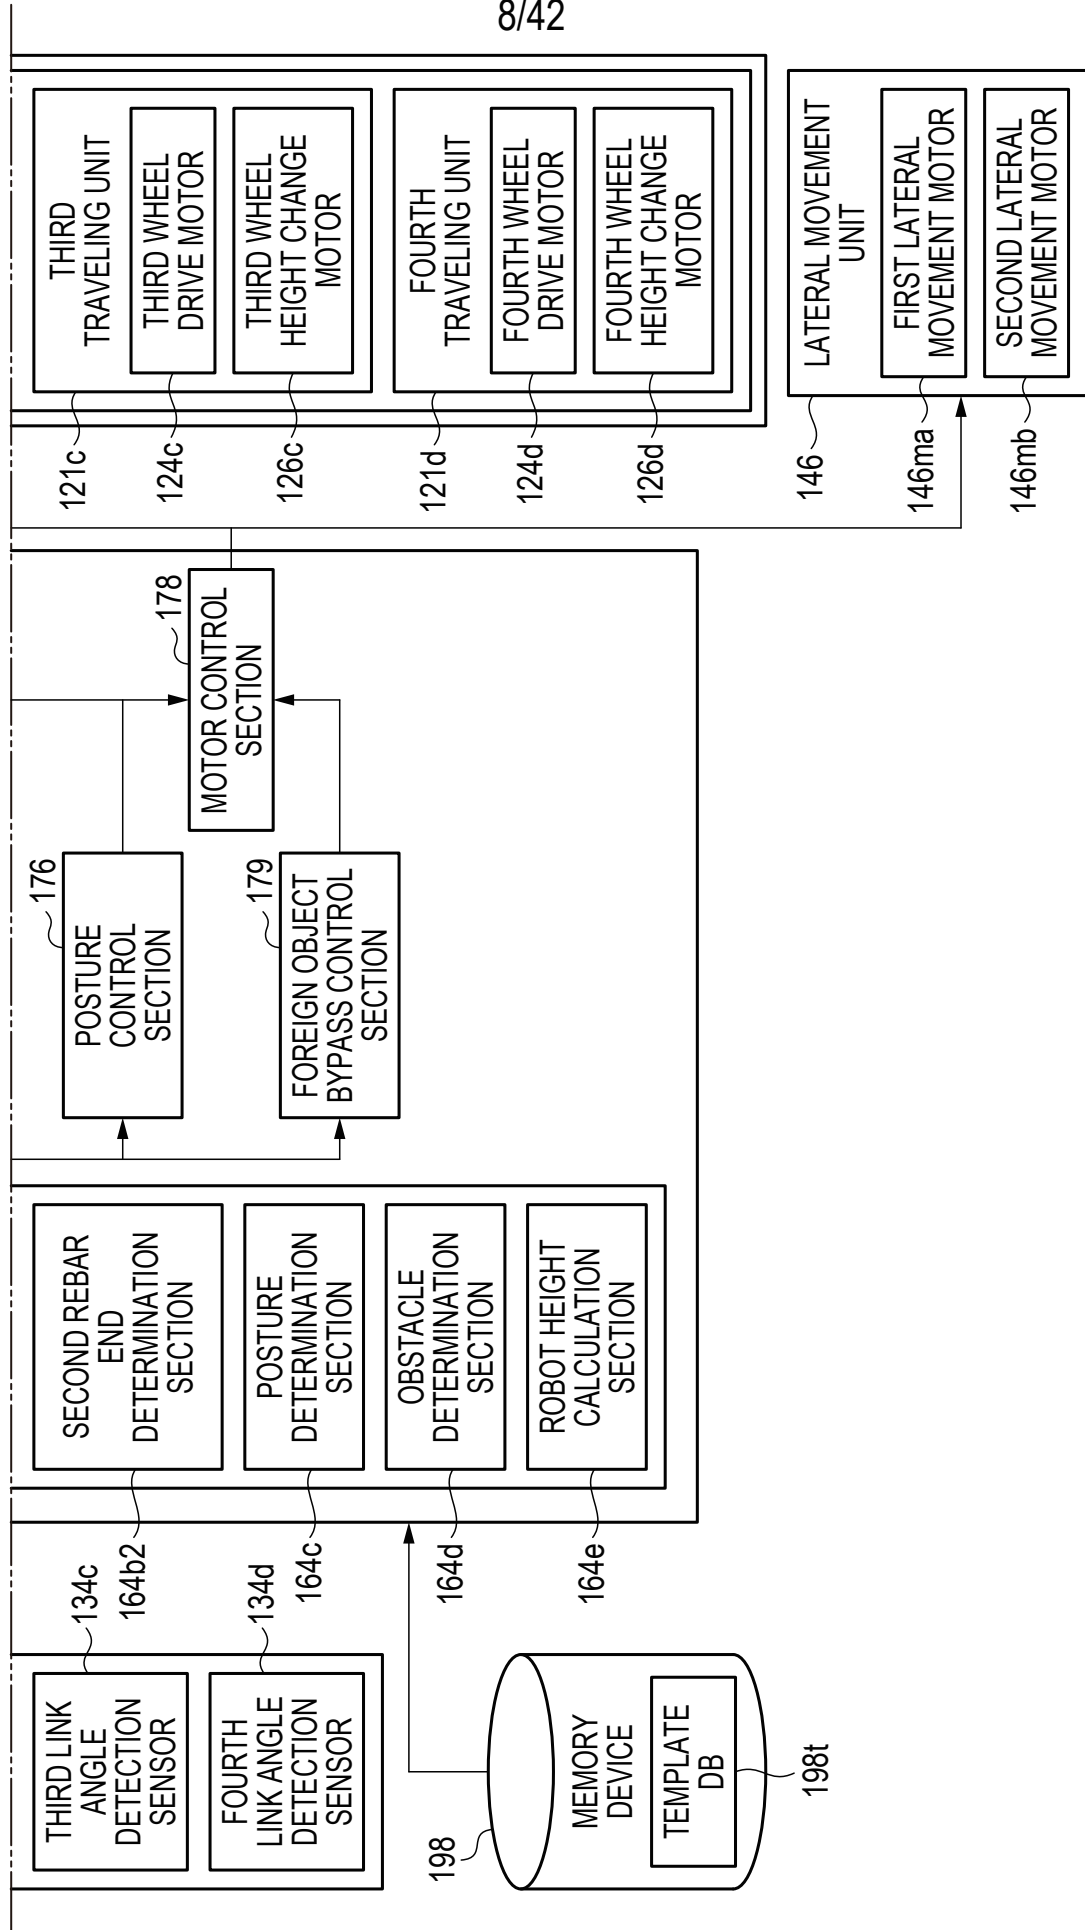 8/42
THIRD LINK
ANGLE
DETECTION
SENSOR
134c
FOURTH
LINK ANGLE
DETECTION
SENSOR
134d
198
MEMORY
DEVICE
TEMPLATE
DB
198t
SECOND REBAR
END
DETERMINATION
SECTION
164b2
POSTURE
DETERMINATION
SECTION
164c
OBSTACLE
DETERMINATION
SECTION
164d
ROBOT HEIGHT
CALCULATION
SECTION
164e
176
POSTURE
CONTROL
SECTION
179
FOREIGN OBJECT
BYPASS CONTROL
SECTION
178
MOTOR CONTROL
SECTION
THIRD
TRAVELING UNIT
121c
THIRD WHEEL
DRIVE MOTOR
124c
THIRD WHEEL
HEIGHT CHANGE
MOTOR
126c
FOURTH
TRAVELING UNIT
121d
FOURTH WHEEL
DRIVE MOTOR
124d
FOURTH WHEEL
HEIGHT CHANGE
MOTOR
126d
LATERAL MOVEMENT
UNIT
146
FIRST LATERAL
MOVEMENT MOTOR
146ma
SECOND LATERAL
MOVEMENT MOTOR
146mb